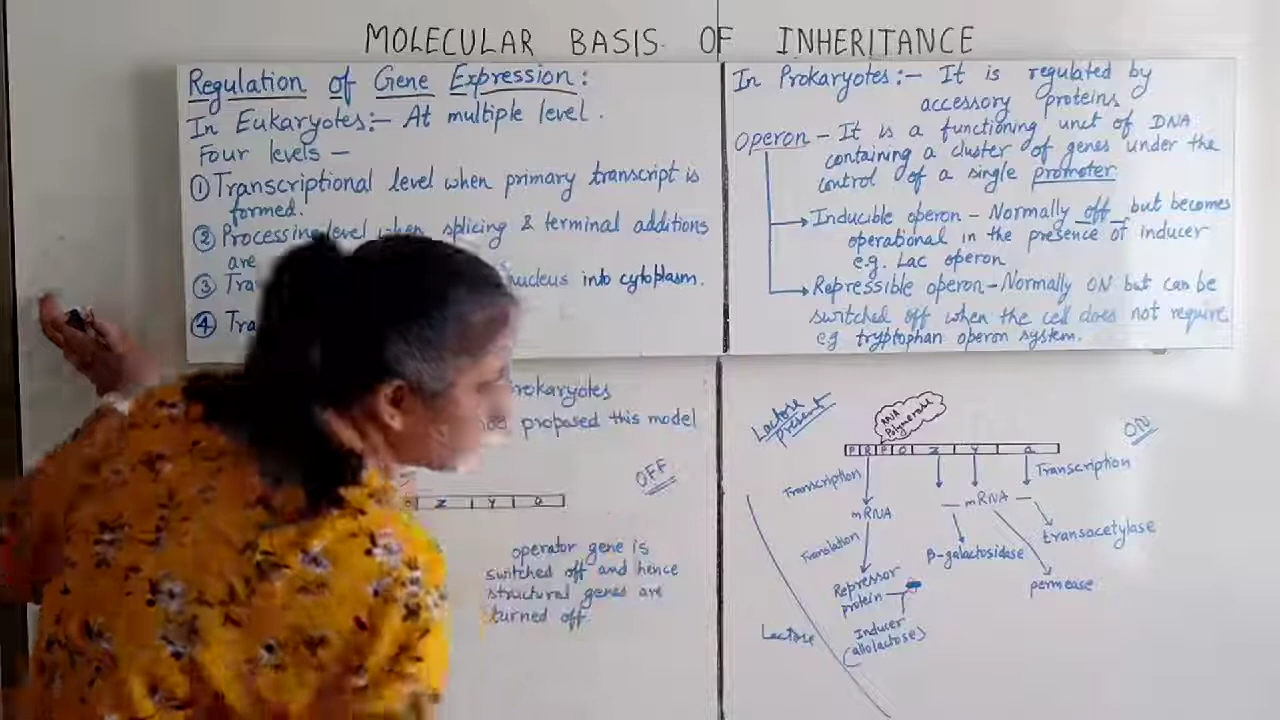 MOLECULAR BASIS OF INHERITANCE
Regulation of Gene Expression:
In Eukaryotes:- At multiple level.
Four levels -
① Transcriptional level when primary transcript is
formed.
② Processing level when splicing & terminal additions
are
③ Tra nucleus into cytoplasm.
④ Tra
In Prokaryotes:- It is regulated by
accessory proteins
Operon - It is a functioning unit of DNA
containing a cluster of genes under the
control of a single promoter.
Inducible operon - Normally off but becomes
operational in the presence of inducer
e.g. Lac operon
Repressible operon - Normally ON but can be
switched off when the cell does not require
e.g tryptophan operon system.
rokaryotes
proposed this model
OFF
O Z Y a
operator gene is
switched off and hence
structural genes are
turned off.
Lactose
present
RNA
Polymerase
ON
P R P O Z Y a
Transcription
Transcription
mRNA
mRNA
Translation
transacetylase
β-galactosidase
permease
Repressor
protein
Lactose
Inducer
(allolactose)